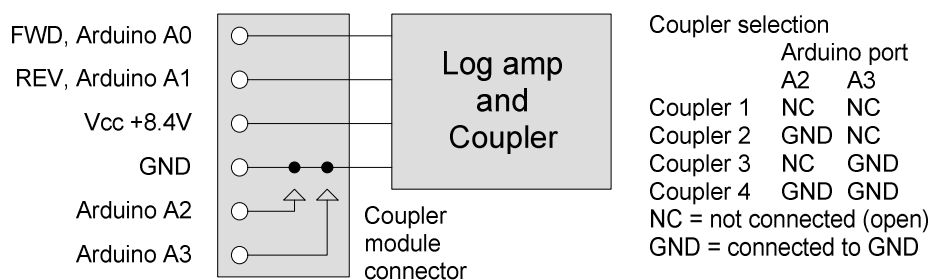 FWD, Arduino A0
REV, Arduino A1
Vcc +8.4V
GND
Arduino A2
Arduino A3
Log amp
and
Coupler
Coupler
module
connector
Coupler selection
Arduino port
A2 A3
Coupler 1 NC NC
Coupler 2 GND NC
Coupler 3 NC GND
Coupler 4 GND GND
NC = not connected (open)
GND = connected to GND